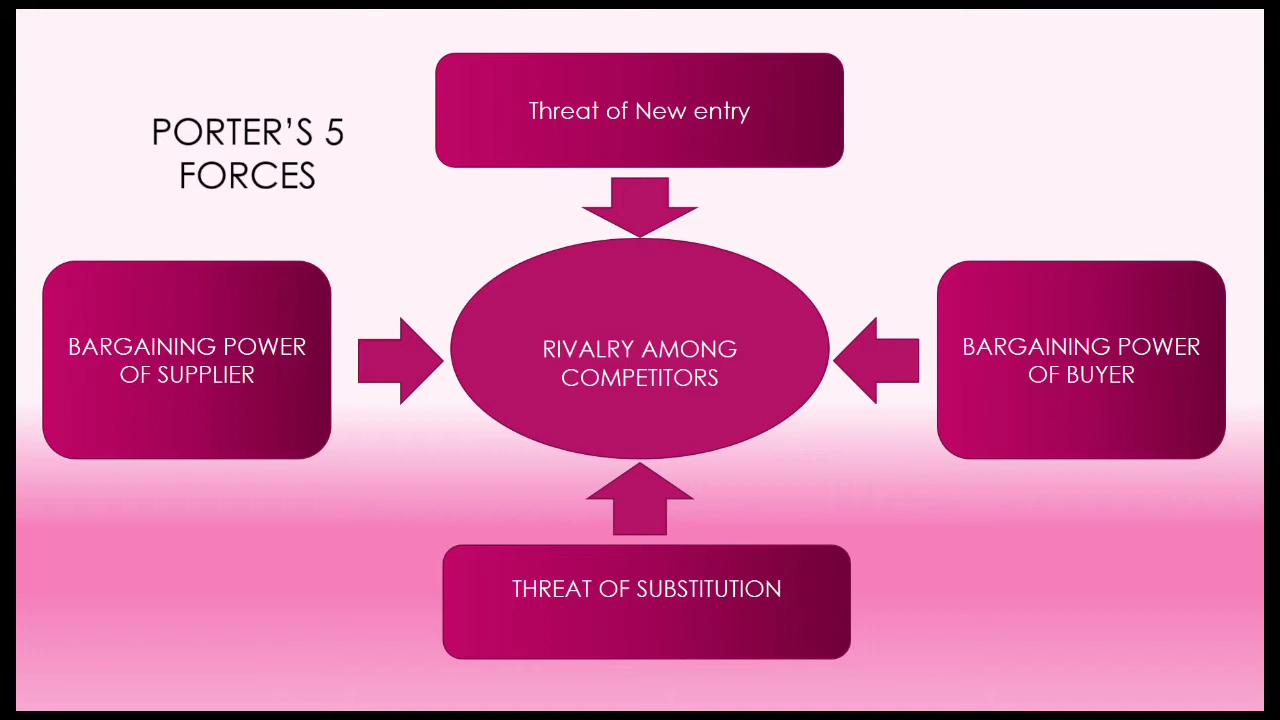 PORTER’S 5
FORCES
Threat of New entry
BARGAINING POWER
OF SUPPLIER
RIVALRY AMONG
COMPETITORS
BARGAINING POWER
OF BUYER
THREAT OF SUBSTITUTION